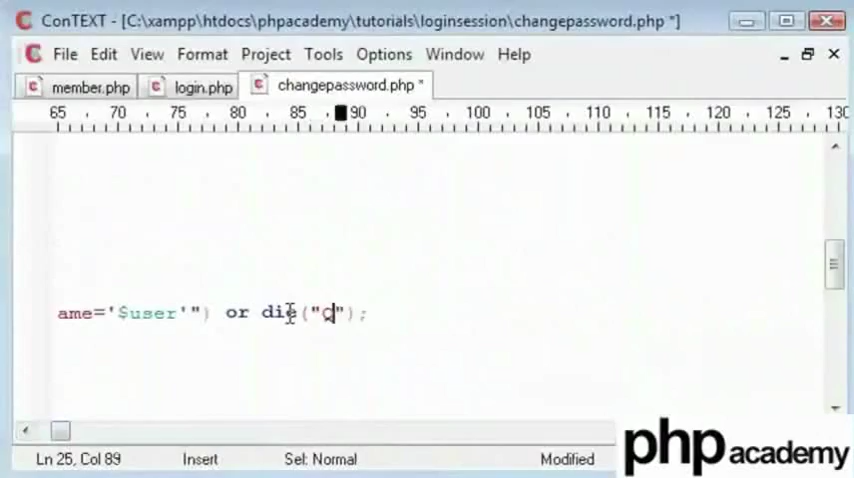 ConTEXT - [C:\xampp\htdocs\phpacademy\tutorials\loginsession\changepassword.php *]
File Edit View Format Project Tools Options Window Help
member.php login.php changepassword.php *
65 70 75 80 85 90 95 100 105 110 115 120 125 130
ame='$user'") or die("Q");
Ln 25, Col 89 Insert Sel: Normal Modified
php academy